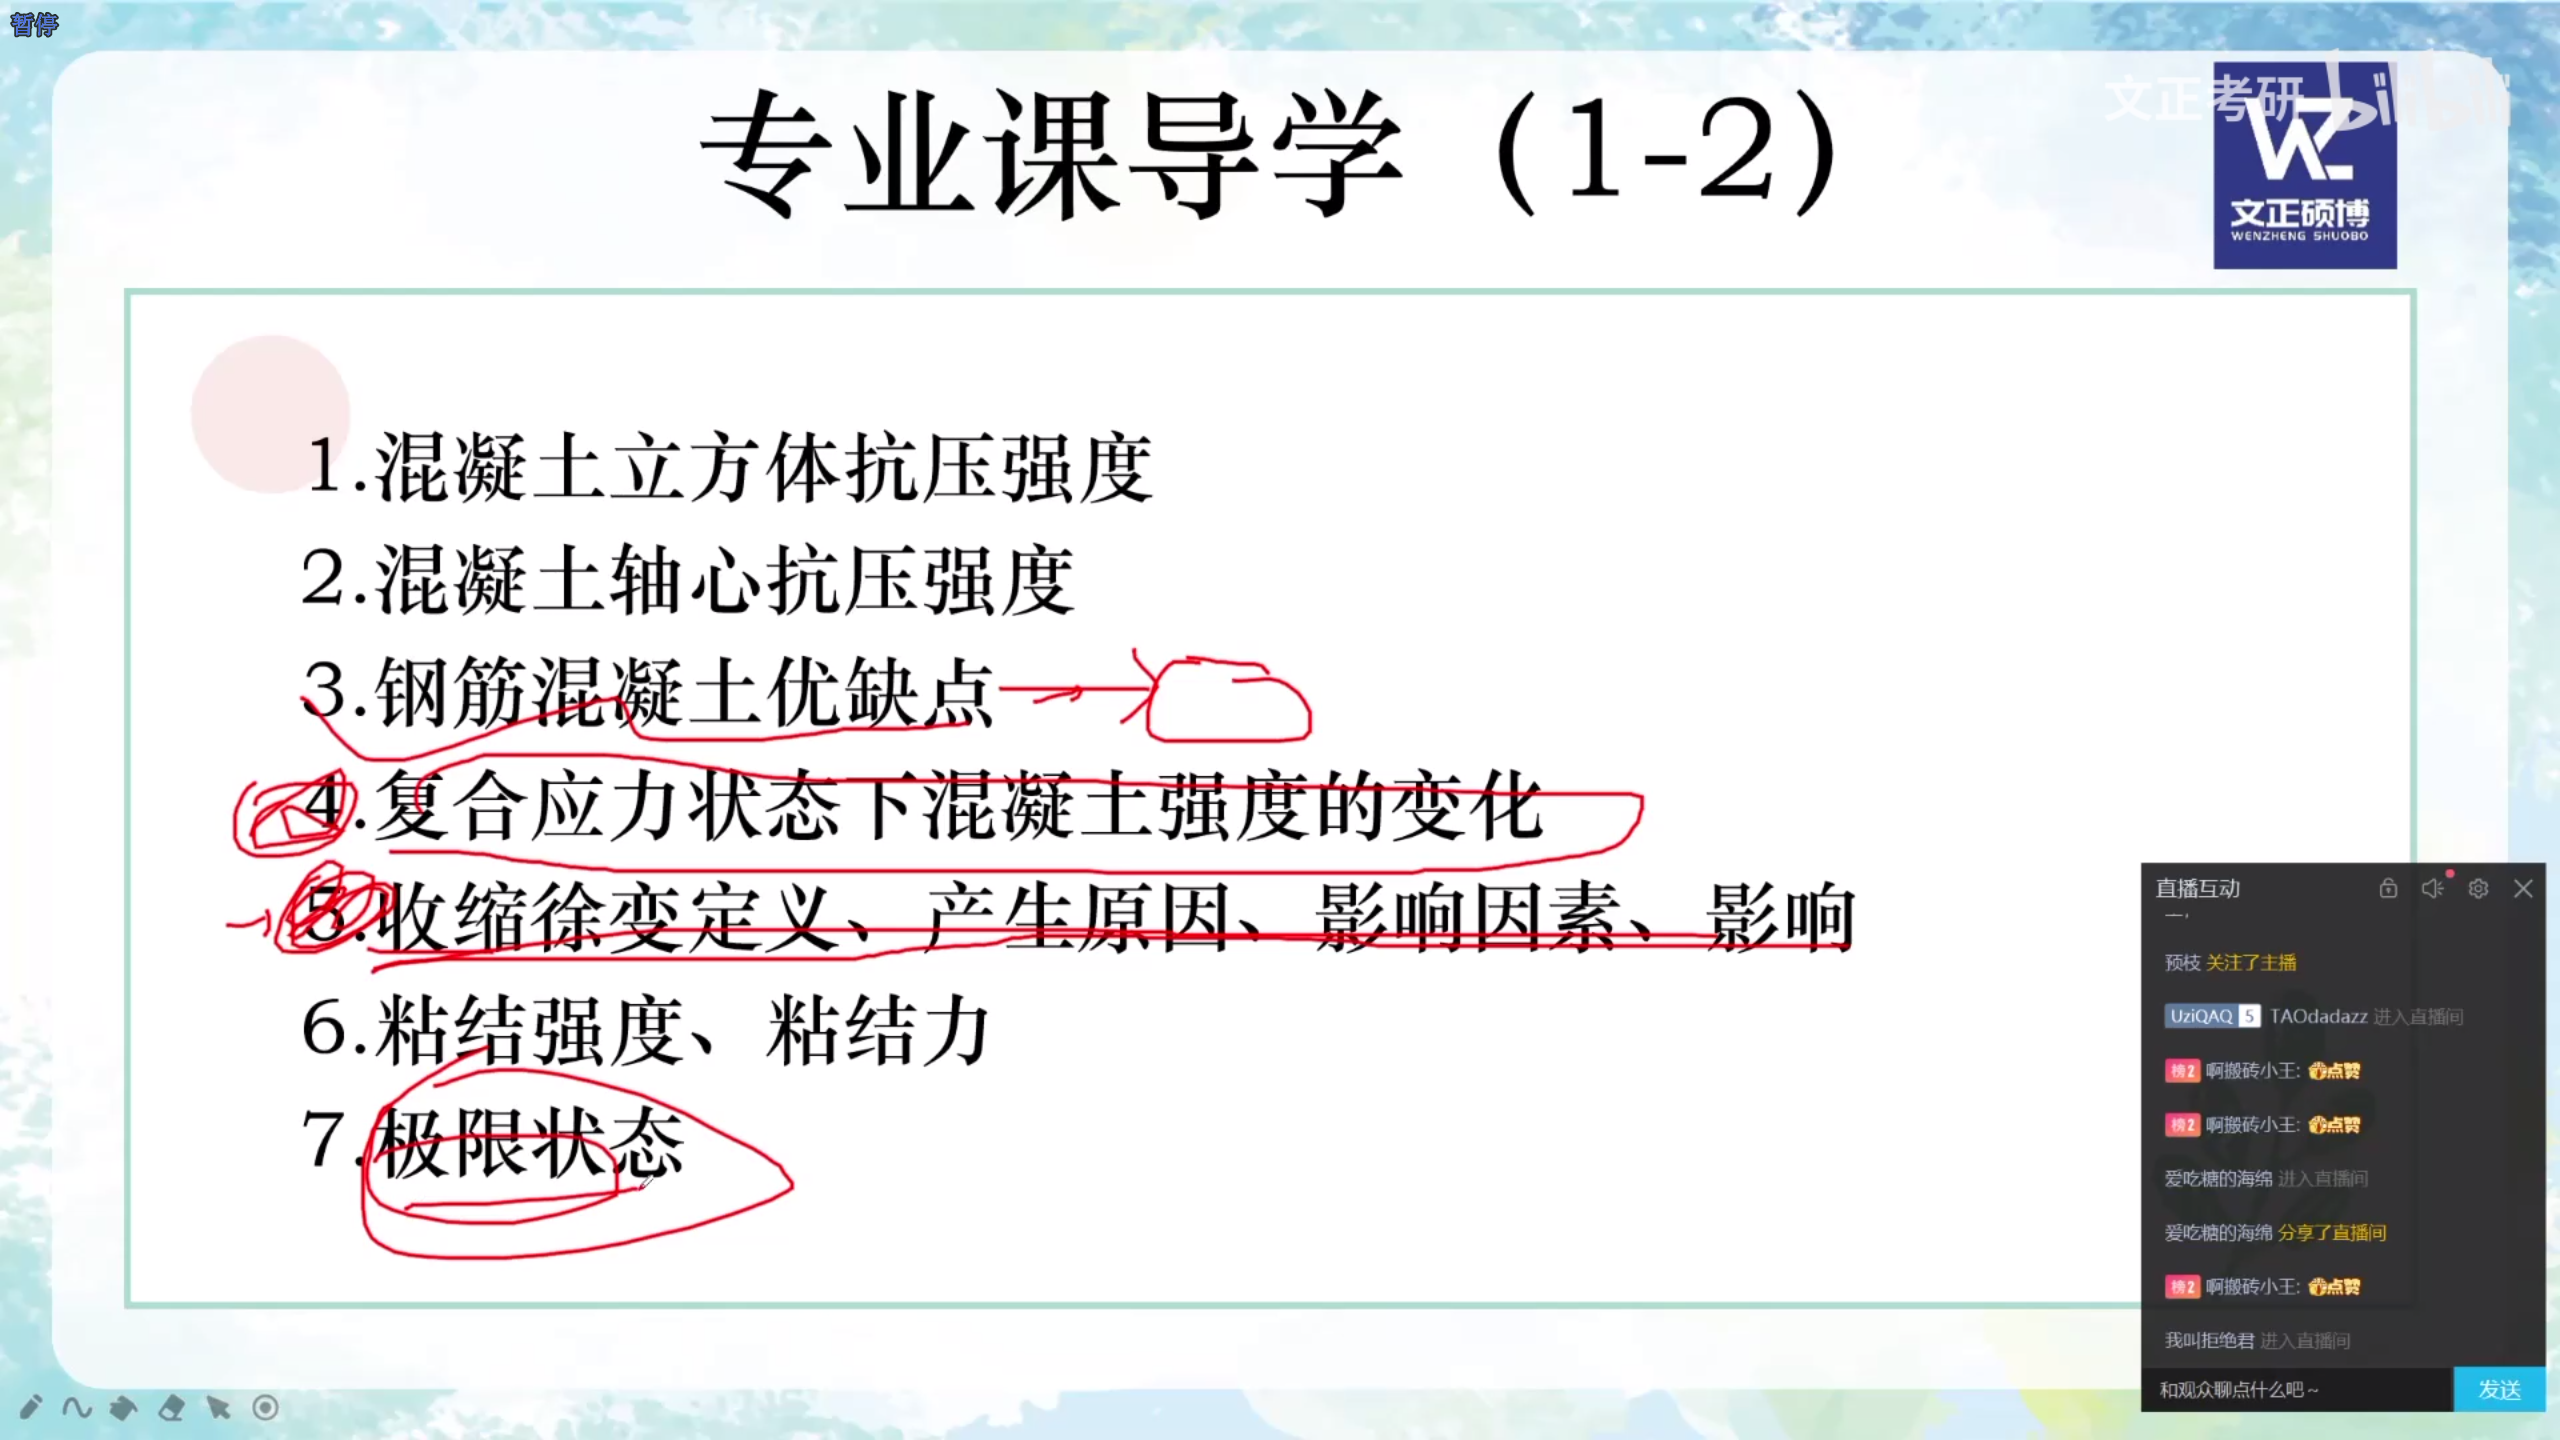 暂停
专业课导学（1-2）
文正考研 bilibili
WZ
文正硕博
WENZHENG SHUOBO
1.混凝土立方体抗压强度
2.混凝土轴心抗压强度
3.钢筋混凝土优缺点
4.复合应力状态下混凝土强度的变化
5.收缩徐变定义、产生原因、影响因素、影响
6.粘结强度、粘结力
7.极限状态
直播互动
预枝 关注了主播
UziQAQ 5 TAOdadazz 进入直播间
榜2 啊搬砖小王: 点赞
榜2 啊搬砖小王: 点赞
爱吃糖的海绵 进入直播间
爱吃糖的海绵 分享了直播间
榜2 啊搬砖小王: 点赞
我叫拒绝君 进入直播间
和观众聊点什么吧~
发送